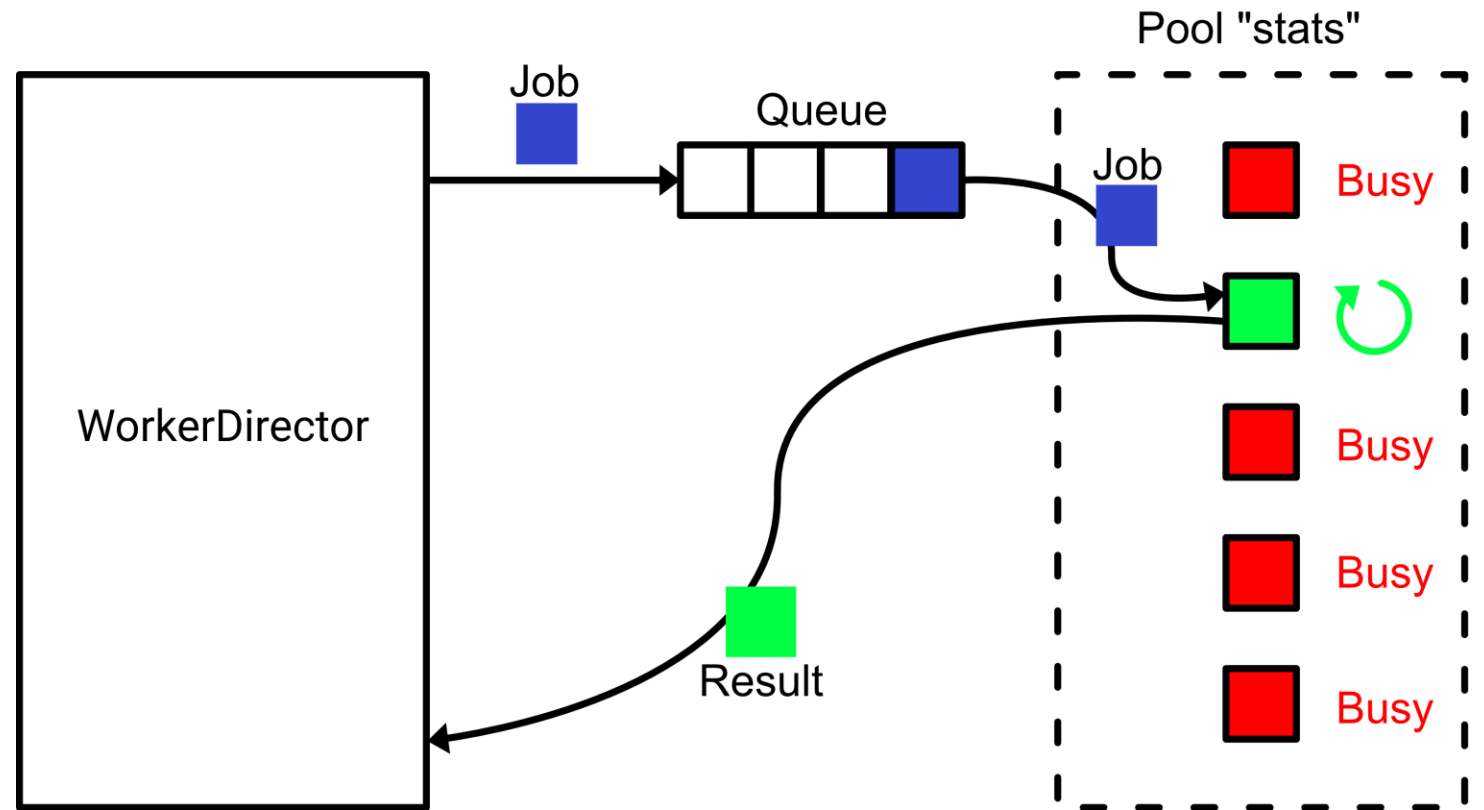 Pool "stats"
Job
Queue
Job
Busy
WorkerDirector
Busy
Busy
Result
Busy